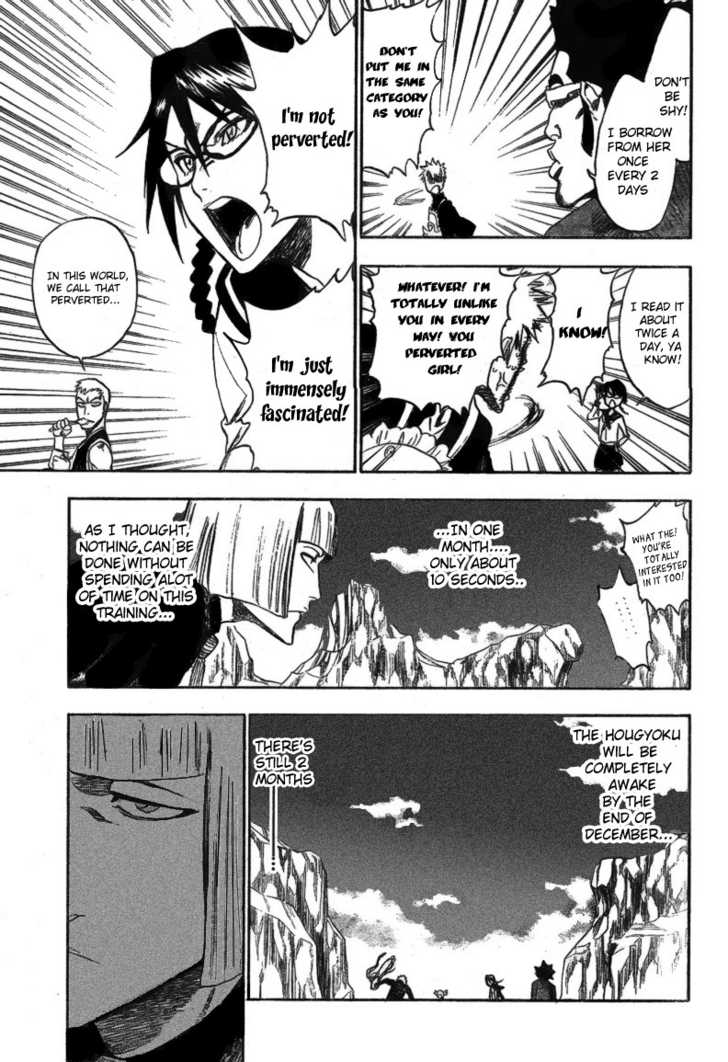 DON'T
BE
SHY!
I BORROW
FROM HER
ONCE
EVERY 2
DAYS
DON'T
PUT ME IN
THE SAME
CATEGORY
AS YOU!
I READ IT
ABOUT
TWICE A
DAY, YA
KNOW!
I
KNOW!
WHATEVER! I'M
TOTALLY UNLIKE
YOU IN EVERY
WAY! YOU
PERVERTED
GIRL!
I'm not
perverted!
I'm just
immensely
fascinated!
IN THIS WORLD,
WE CALL THAT
PERVERTED...
WHAT THE!
YOU'RE
TOTALLY
INTERESTED
IN IT TOO!
......
...IN ONE
MONTH....
ONLY ABOUT
10 SECONDS..
AS I THOUGHT,
NOTHING CAN BE
DONE WITHOUT
SPENDING ALOT
OF TIME ON THIS
TRAINING...
THE HOUGYOKU
WILL BE
COMPLETELY
AWAKE
BY THE
END OF
DECEMBER...
THERE'S
STILL 2
MONTHS
...